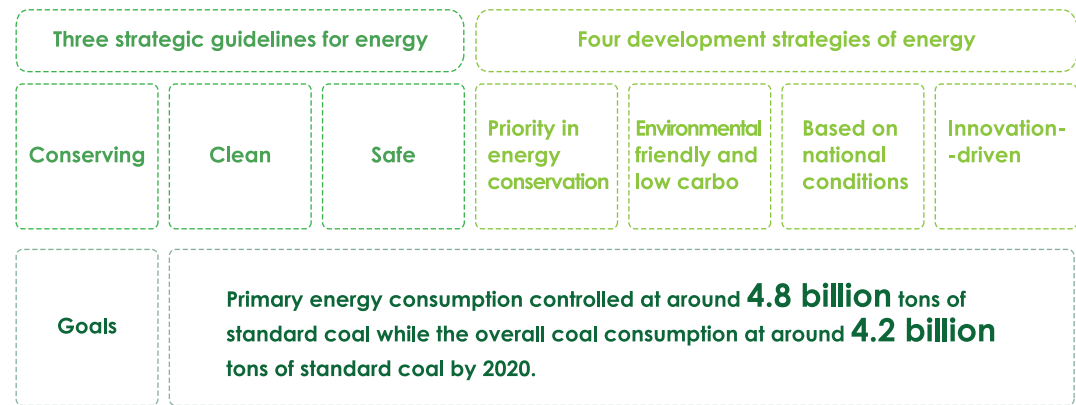 Three strategic guidelines for energy
Four development strategies of energy
Conserving
Clean
Safe
Priority in
energy
conservation
Environmental
friendly and
low carbo
Based on
national
conditions
Innovation-
-driven
Goals
Primary energy consumption controlled at around 4.8 billion tons of
standard coal while the overall coal consumption at around 4.2 billion
tons of standard coal by 2020.